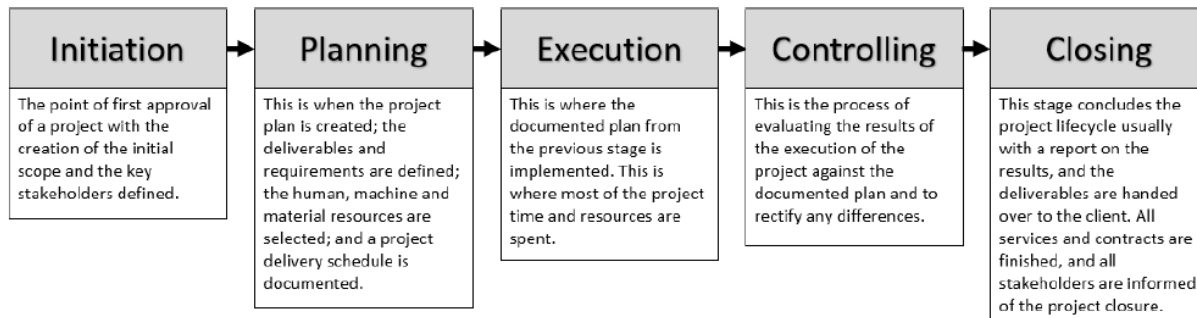 Initiation
The point of first approval
of a project with the
creation of the initial
scope and the key
stakeholders defined.
Planning
This is when the project
plan is created; the
deliverables and
requirements are defined;
the human, machine and
material resources are
selected; and a project
delivery schedule is
documented.
Execution
This is where the
documented plan from
the previous stage is
implemented. This is
where most of the project
time and resources are
spent.
Controlling
This is the process of
evaluating the results of
the execution of the
project against the
documented plan and to
rectify any differences.
Closing
This stage concludes the
project lifecycle usually
with a report on the
results, and the
deliverables are handed
over to the client. All
services and contracts are
finished, and all
stakeholders are informed
of the project closure.